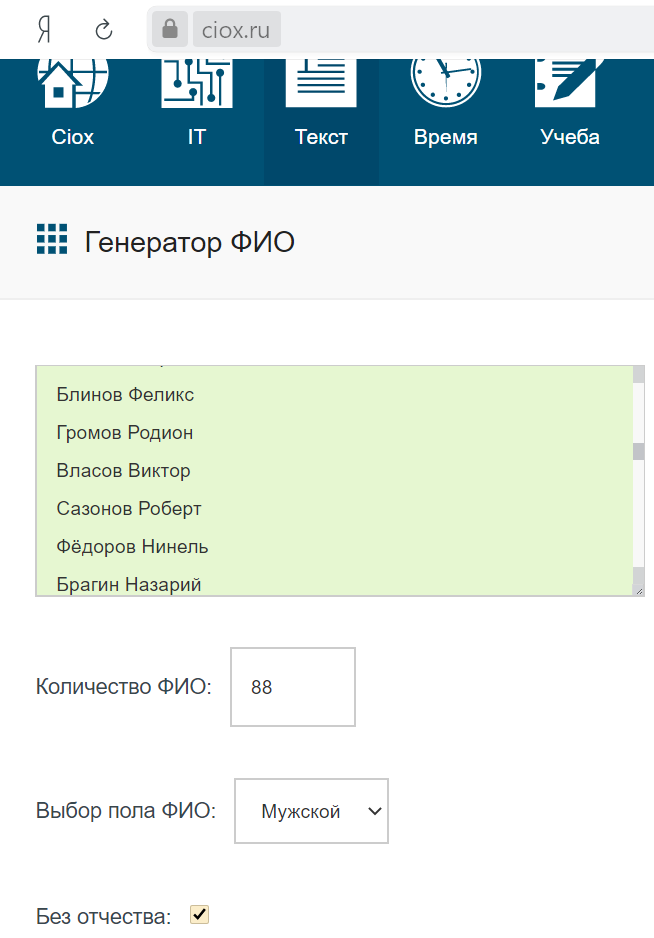 Я ciox.ru
Ciox IT Текст Время Учеба
Генератор ФИО
Блинов Феликс
Громов Родион
Власов Виктор
Сазонов Роберт
Фёдоров Нинель
Брагин Назарий
Количество ФИО: 88
Выбор пола ФИО: Мужской
Без отчества: